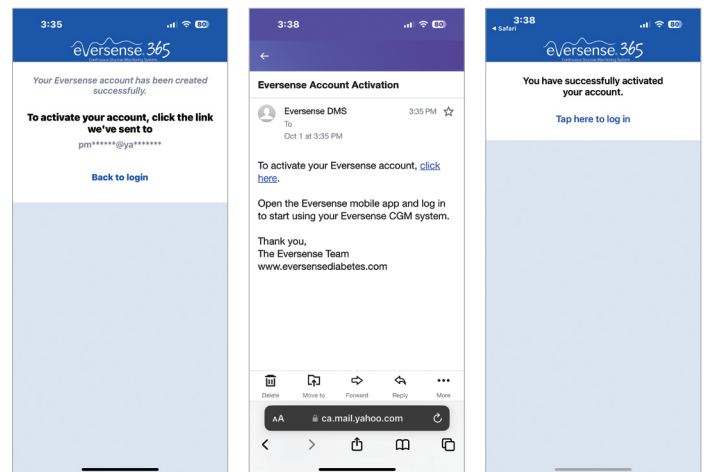 3:35
80
eversense. 365
Continuous Glucose Monitoring System
Your Eversense account has been created
successfully.
To activate your account, click the link
we've sent to
pm******@ya*******
Back to login
3:38
80
Eversense Account Activation
Eversense DMS
3:35 PM
To
Oct 1 at 3:35 PM
To activate your Eversense account, click
here.
Open the Eversense mobile app and log in
to start using your Eversense CGM system.
Thank you,
The Eversense Team
www.eversensediabetes.com
Delete
Move to
Forward
Reply
More
AA
ca.mail.yahoo.com
3:38
Safari
80
eversense. 365
Continuous Glucose Monitoring System
You have successfully activated
your account.
Tap here to log in